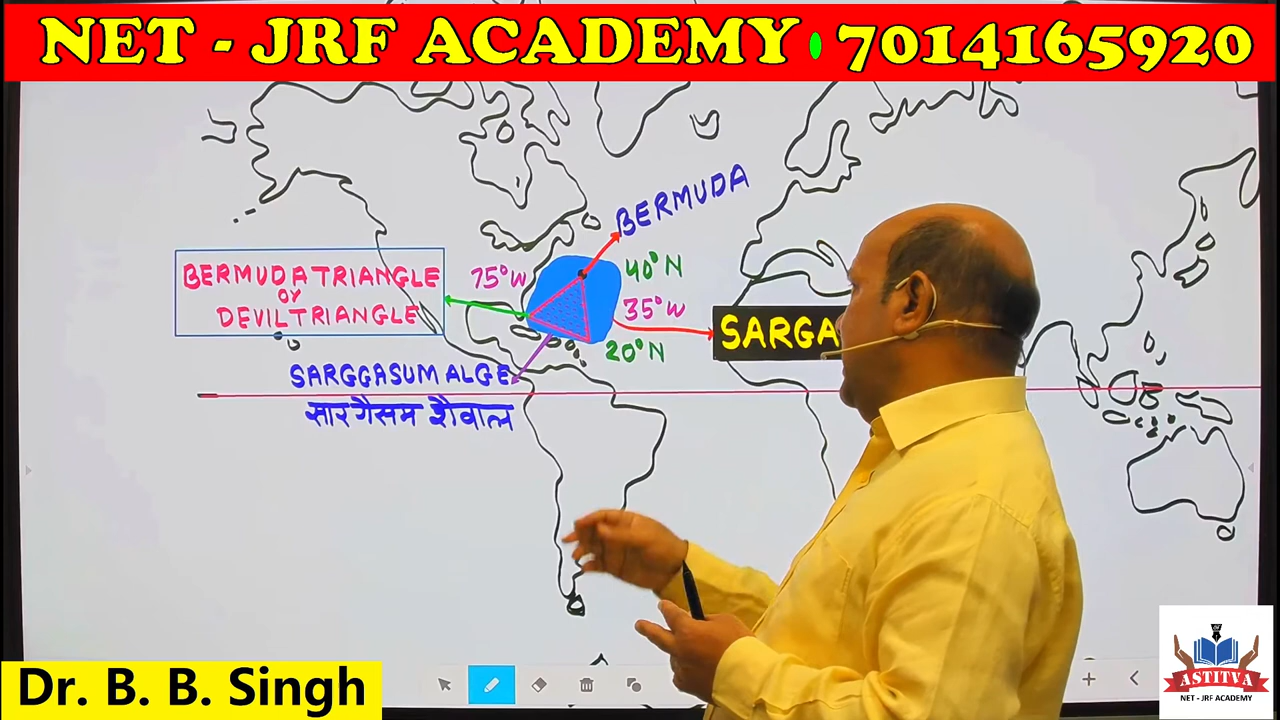 NET - JRF ACADEMY 7014165920
BERMUDA
BERMUDA TRIANGLE
or
DEVIL TRIANGLE
75°W
40°N
35°W
20°N
SARGA
SARGGASUM ALGE
सारगैसम शैवाल
Dr. B. B. Singh
ASTITVA
NET - JRF ACADEMY